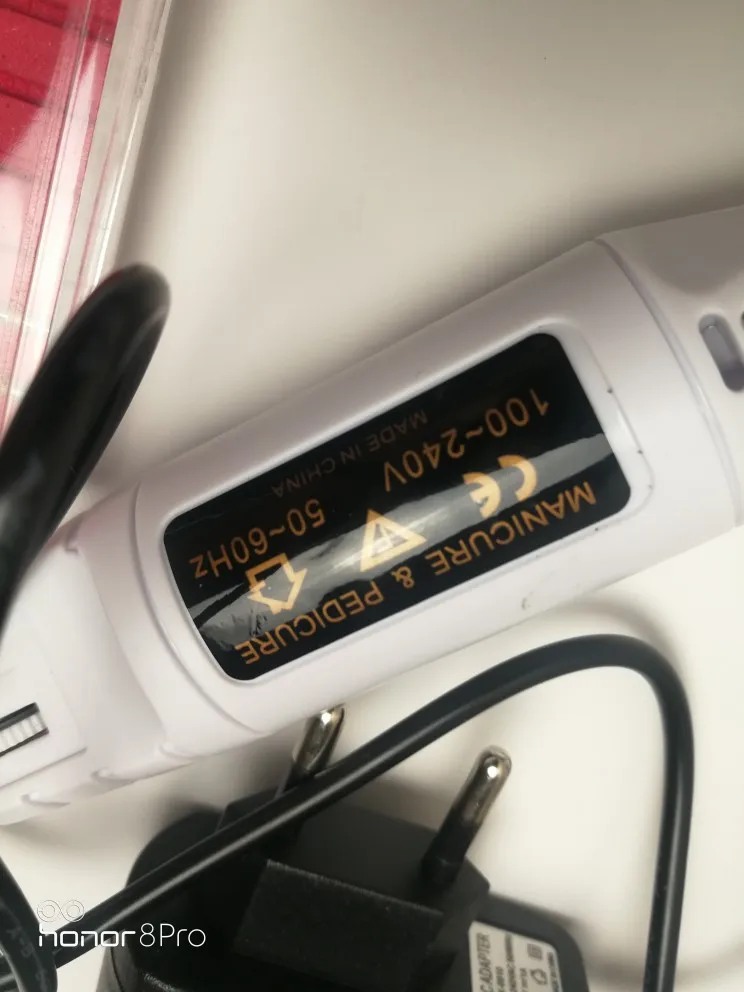 MANICURE & PEDICURE
CE
100~240V 50~60Hz
MADE IN CHINA
ADAPTER
honor 8Pro